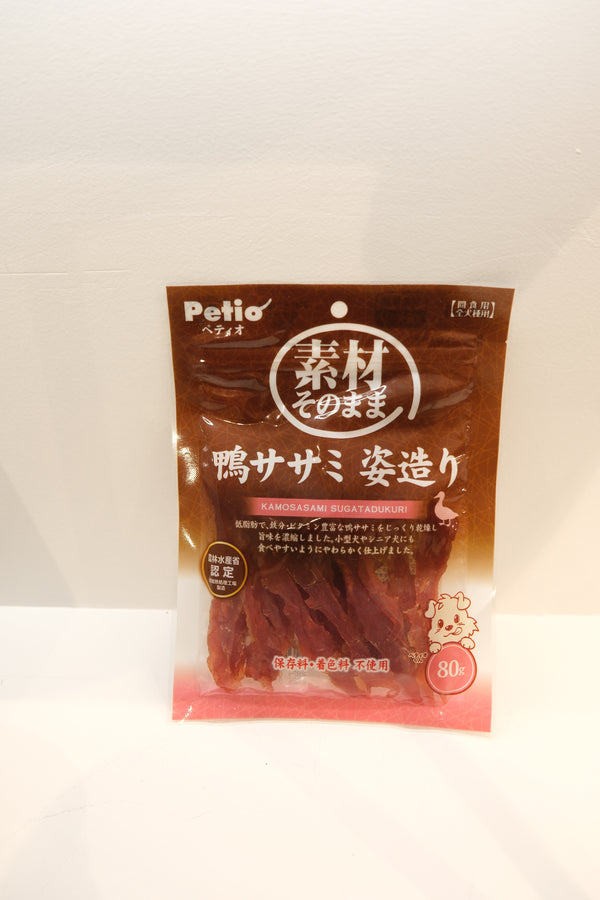 Petio
ペティオ
【間食用
全犬種用】
素材
そのまま
鴨ササミ 姿造り
KAMOSASAMI SUGATADUKURI
低脂肪で、鉄分・ビタミン豊富な鴨ササミをじっくり乾燥し
旨味を濃縮しました。小型犬やシニア犬にも
食べやすいようにやわらかく仕上げました。
農林水産省
認定
製造
保存料・着色料 不使用
80g